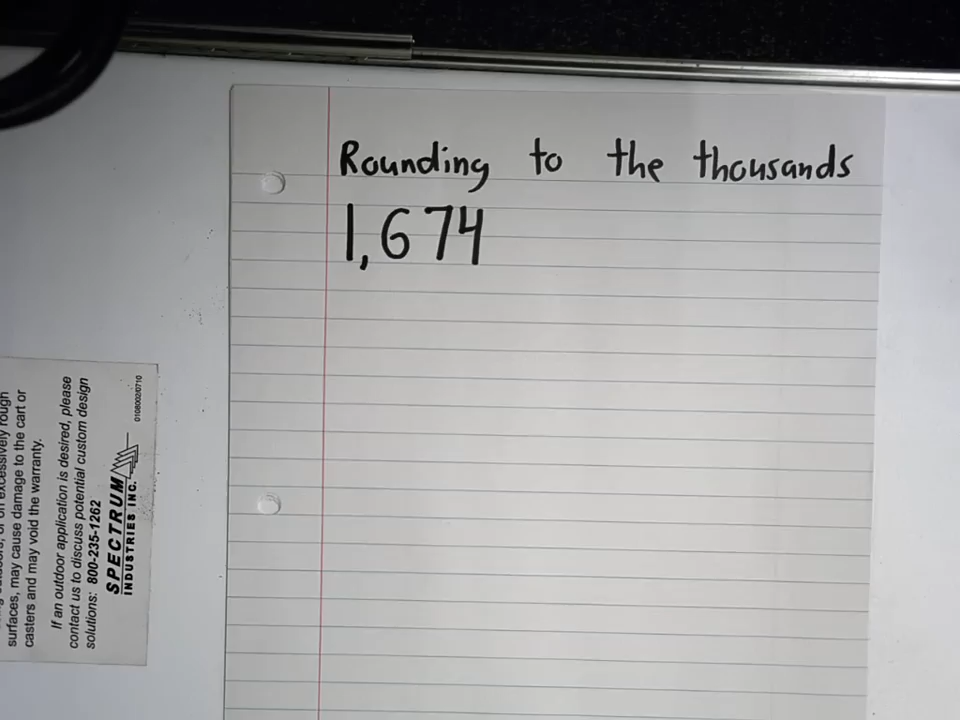 Rounding to the thousands
1,674
surfaces, may cause damage to the cart or
casters and may void the warranty.
If an outdoor application is desired, please
contact us to discuss potential custom design
solutions: 800-235-1262
SPECTRUM
INDUSTRIES INC.